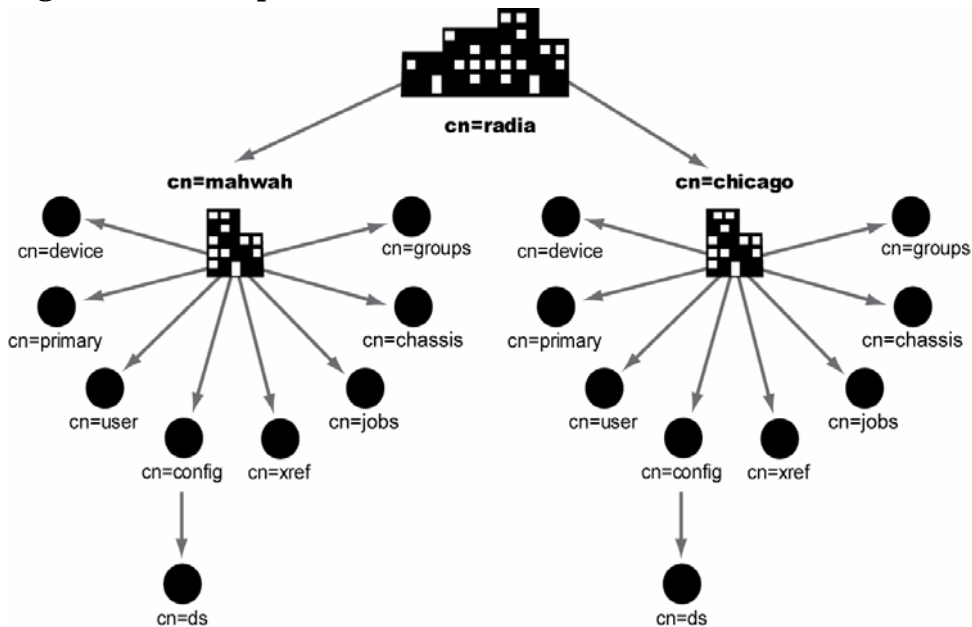 cn=radia
cn=mahwah
cn=chicago
cn=device
cn=groups
cn=device
cn=groups
cn=primary
cn=chassis
cn=primary
cn=chassis
cn=user
cn=jobs
cn=user
cn=jobs
cn=config
cn=xref
cn=config
cn=xref
cn=ds
cn=ds